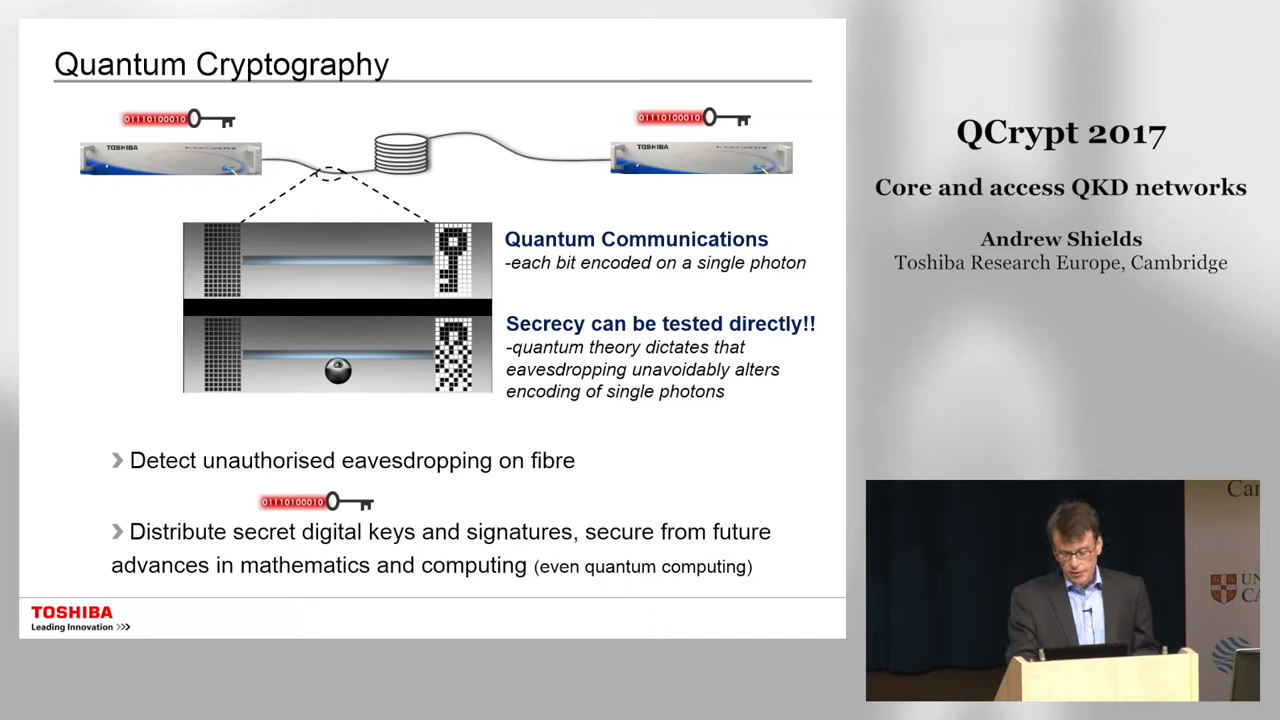 Quantum Cryptography
01110100010
01110100010
TOSHIBA
TOSHIBA
Quantum Communications
-each bit encoded on a single photon
Secrecy can be tested directly!!
-quantum theory dictates that
eavesdropping unavoidably alters
encoding of single photons
› Detect unauthorised eavesdropping on fibre
01110100010
› Distribute secret digital keys and signatures, secure from future
advances in mathematics and computing (even quantum computing)
TOSHIBA
Leading Innovation >>>
QCrypt 2017
Core and access QKD networks
Andrew Shields
Toshiba Research Europe, Cambridge